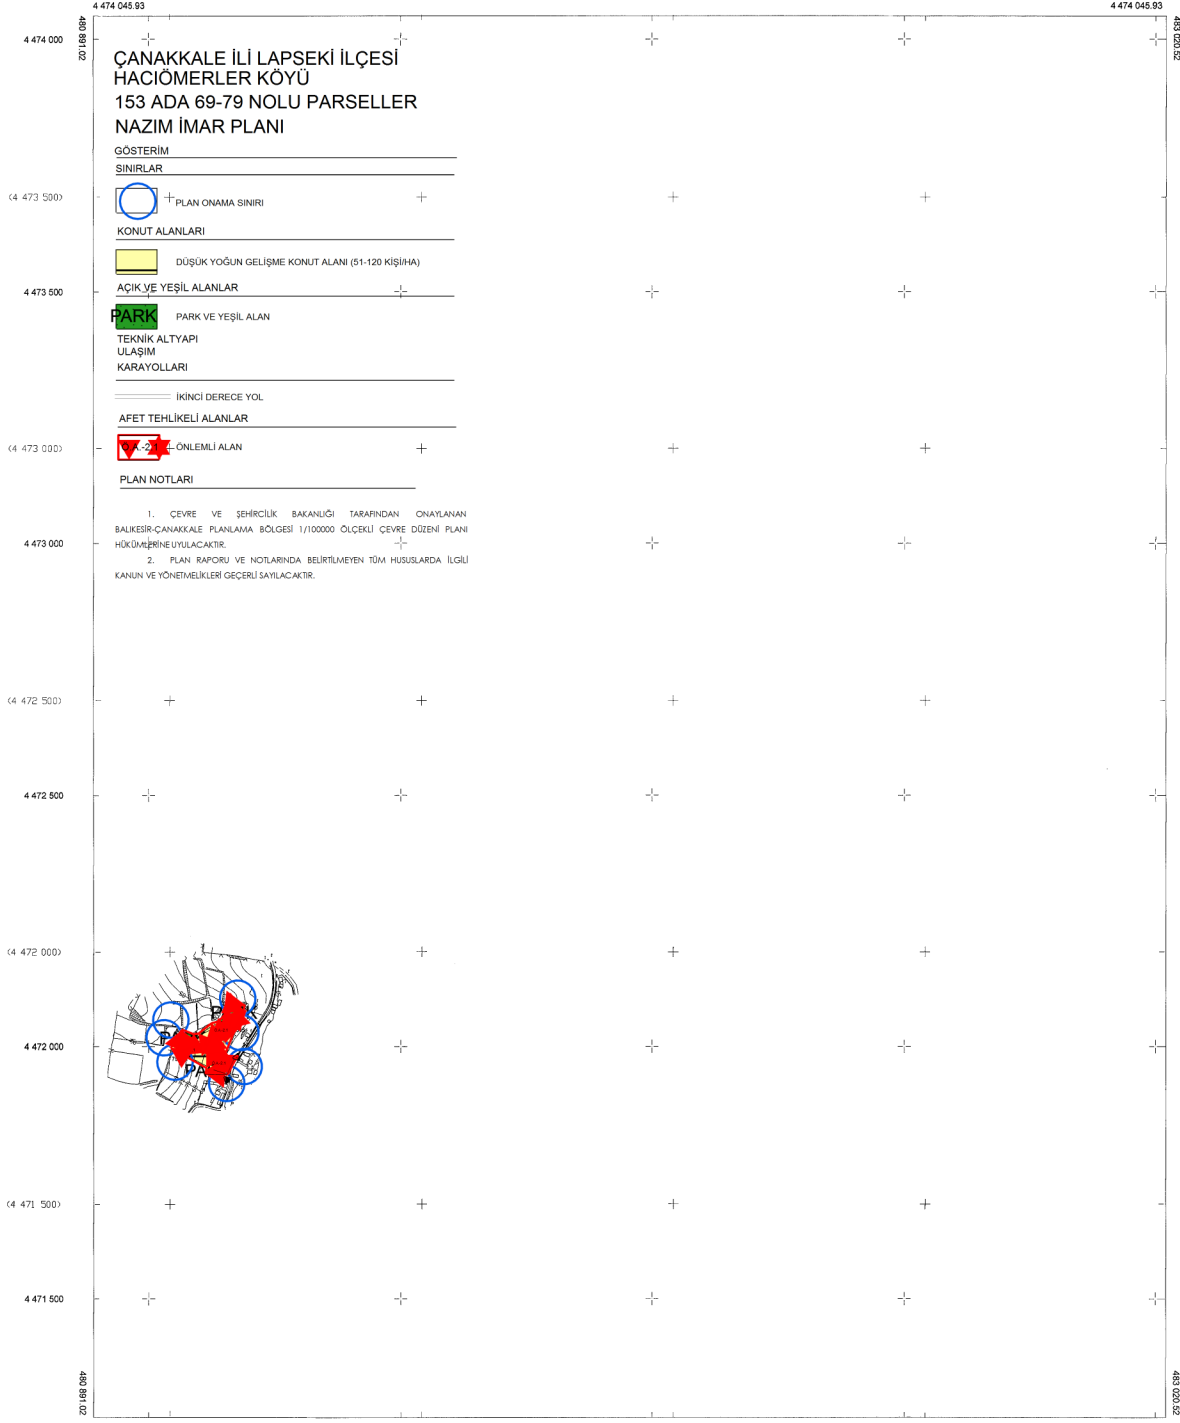 4 474 045.93
4 474 045.93
480 891.02
483 020.52
4 474 000
ÇANAKKALE İLİ LAPSEKİ İLÇESİ
HACIÖMERLER KÖYÜ
153 ADA 69-79 NOLU PARSELLER
NAZIM İMAR PLANI
GÖSTERİM
SINIRLAR
(4 473 500)
PLAN ONAMA SINIRI
KONUT ALANLARI
DÜŞÜK YOĞUN GELİŞME KONUT ALANI (51-120 KİŞİ/HA)
AÇIK VE YEŞİL ALANLAR
4 473 500
PARK
PARK VE YEŞİL ALAN
TEKNİK ALTYAPI
ULAŞIM
KARAYOLLARI
İKİNCİ DERECE YOL
AFET TEHLİKELİ ALANLAR
(4 473 000)
Ö.A.-2.1
ÖNLEMLİ ALAN
PLAN NOTLARI
1. ÇEVRE VE ŞEHİRCİLİK BAKANLIĞI TARAFINDAN ONAYLANAN
BALIKESİR-ÇANAKKALE PLANLAMA BÖLGESİ 1/100000 ÖLÇEKLİ ÇEVRE DÜZENİ PLANI
HÜKÜMLERİNE UYULACAKTIR.
4 473 000
2. PLAN RAPORU VE NOTLARINDA BELİRTİLMEYEN TÜM HUSUSLARDA İLGİLİ
KANUN VE YÖNETMELİKLERİ GEÇERLİ SAYILACAKTIR.
(4 472 500)
4 472 500
(4 472 000)
4 472 000
(4 471 500)
4 471 500
480 891.02
483 020.52